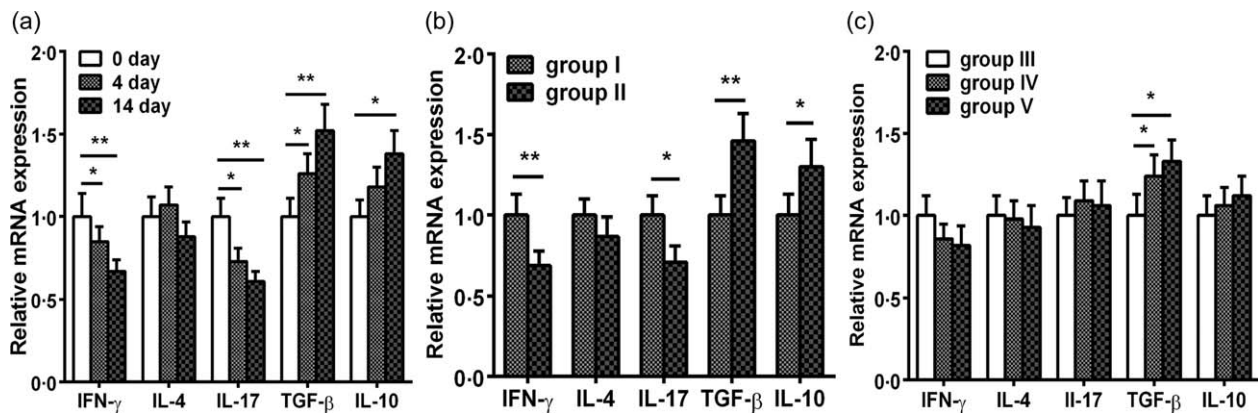 (a)
Relative mRNA expression
2·0
1·5
1·0
0·5
0·0
0 day
4 day
14 day
**
*
**
*
**
*
*
IFN-γ
IL-4
IL-17
TGF-β
IL-10
(b)
Relative mRNA expression
2·0
1·5
1·0
0·5
0·0
group I
group II
**
*
**
*
IFN-γ
IL-4
IL-17
TGF-β
IL-10
(c)
Relative mRNA expression
2·0
1·5
1·0
0·5
0·0
group III
group IV
group V
*
*
IFN-γ
IL-4
Il-17
TGF-β
IL-10